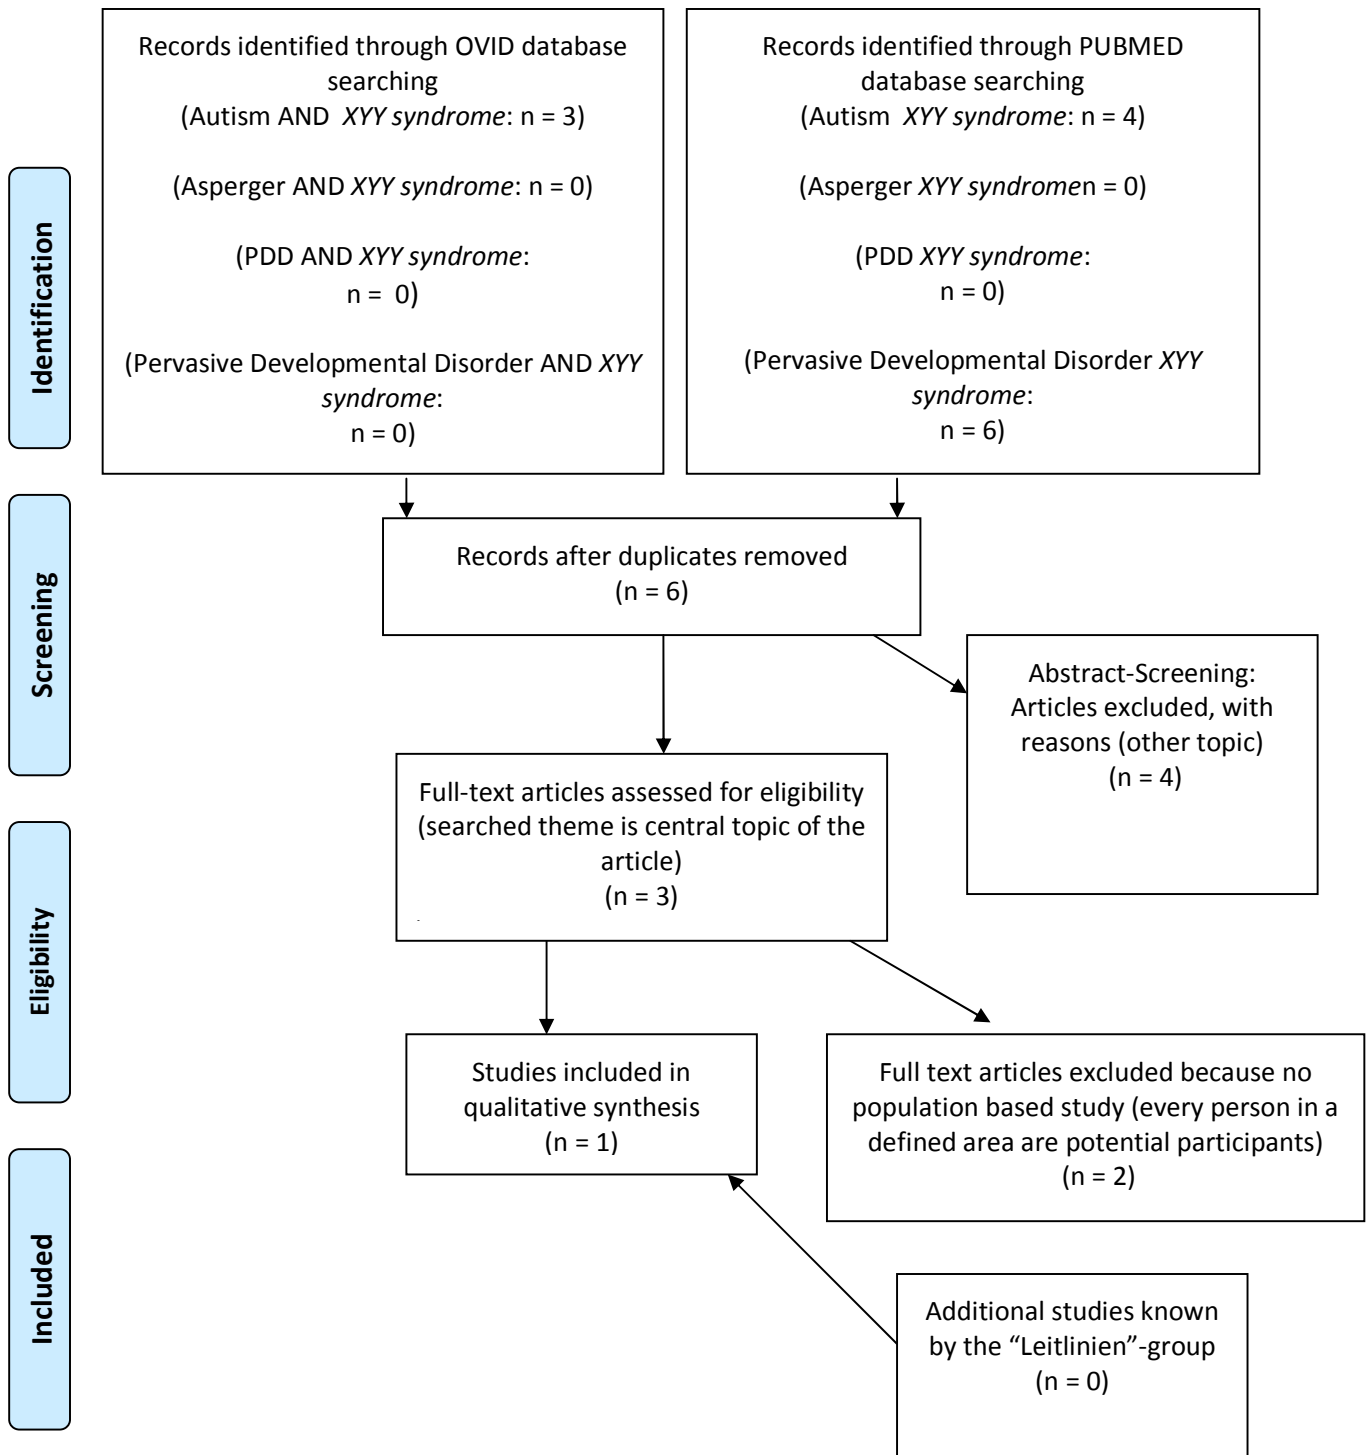 Records identified through OVID database
searching
(Autism AND XYY syndrome: n = 3)
(Asperger AND XYY syndrome: n = 0)
(PDD AND XYY syndrome:
n = 0)
(Pervasive Developmental Disorder AND XYY
syndrome:
n = 0)
Records identified through PUBMED
database searching
(Autism XYY syndrome: n = 4)
(Asperger XYY syndromen = 0)
(PDD XYY syndrome:
n = 0)
(Pervasive Developmental Disorder XYY
syndrome:
n = 6)
Identification
Records after duplicates removed
(n = 6)
Screening
Abstract-Screening:
Articles excluded, with
reasons (other topic)
(n = 4)
Full-text articles assessed for eligibility
(searched theme is central topic of the
article)
(n = 3)
Eligibility
Studies included in
qualitative synthesis
(n = 1)
Full text articles excluded because no
population based study (every person in a
defined area are potential participants)
(n = 2)
Included
Additional studies known
by the “Leitlinien”-group
(n = 0)